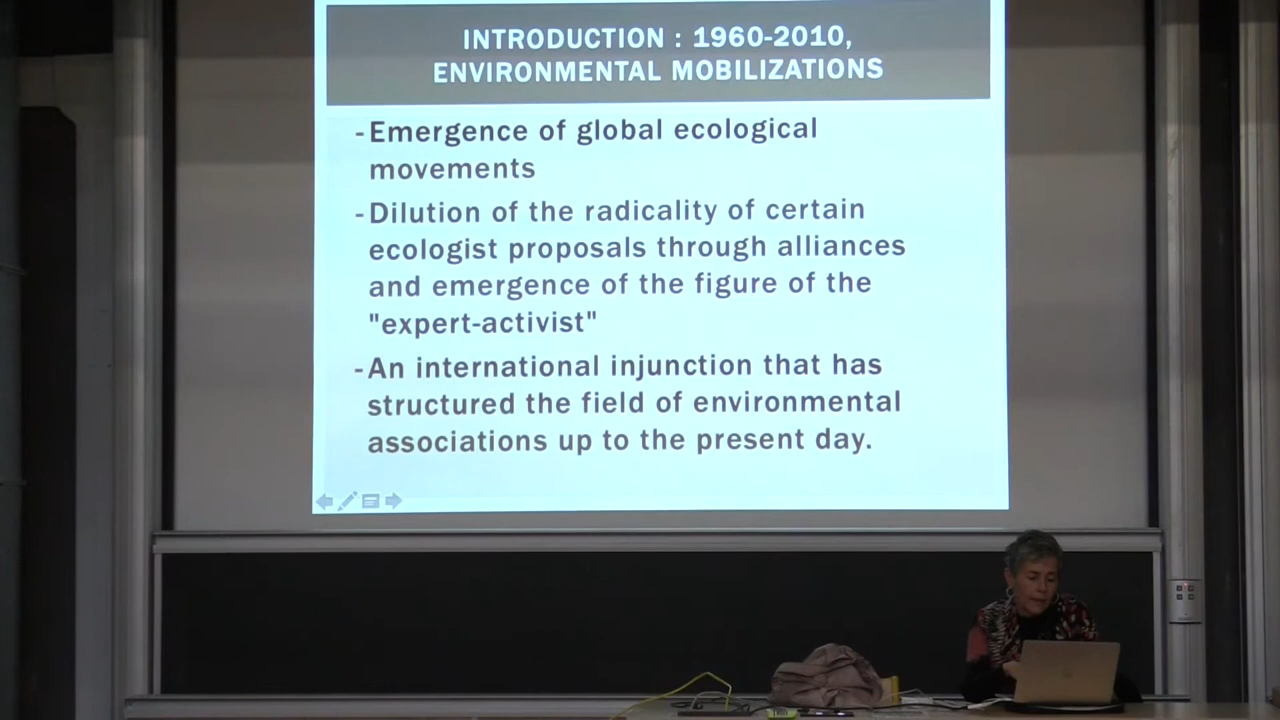 INTRODUCTION : 1960-2010,
ENVIRONMENTAL MOBILIZATIONS
-Emergence of global ecological
movements
-Dilution of the radicality of certain
ecologist proposals through alliances
and emergence of the figure of the
"expert-activist"
-An international injunction that has
structured the field of environmental
associations up to the present day.